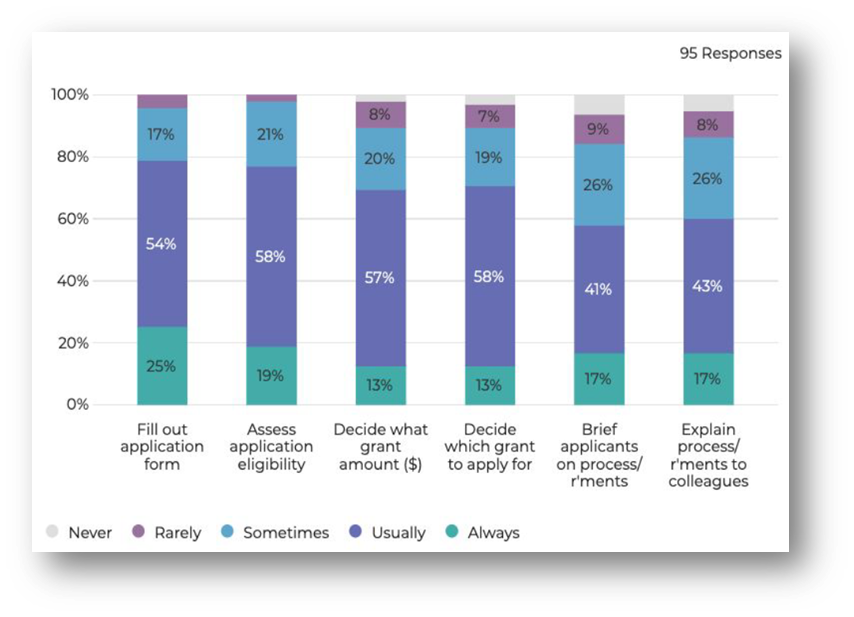 95 Responses
100%
80%
60%
40%
20%
0%
17%
54%
25%
21%
58%
19%
8%
20%
57%
13%
7%
19%
58%
13%
9%
26%
41%
17%
8%
26%
43%
17%
Fill out
application
form
Assess
application
eligibility
Decide what
grant
amount ($)
Decide
which grant
to apply for
Brief
applicants
on process/
r'ments
Explain
process/
r'ments to
colleagues
Never Rarely Sometimes Usually Always